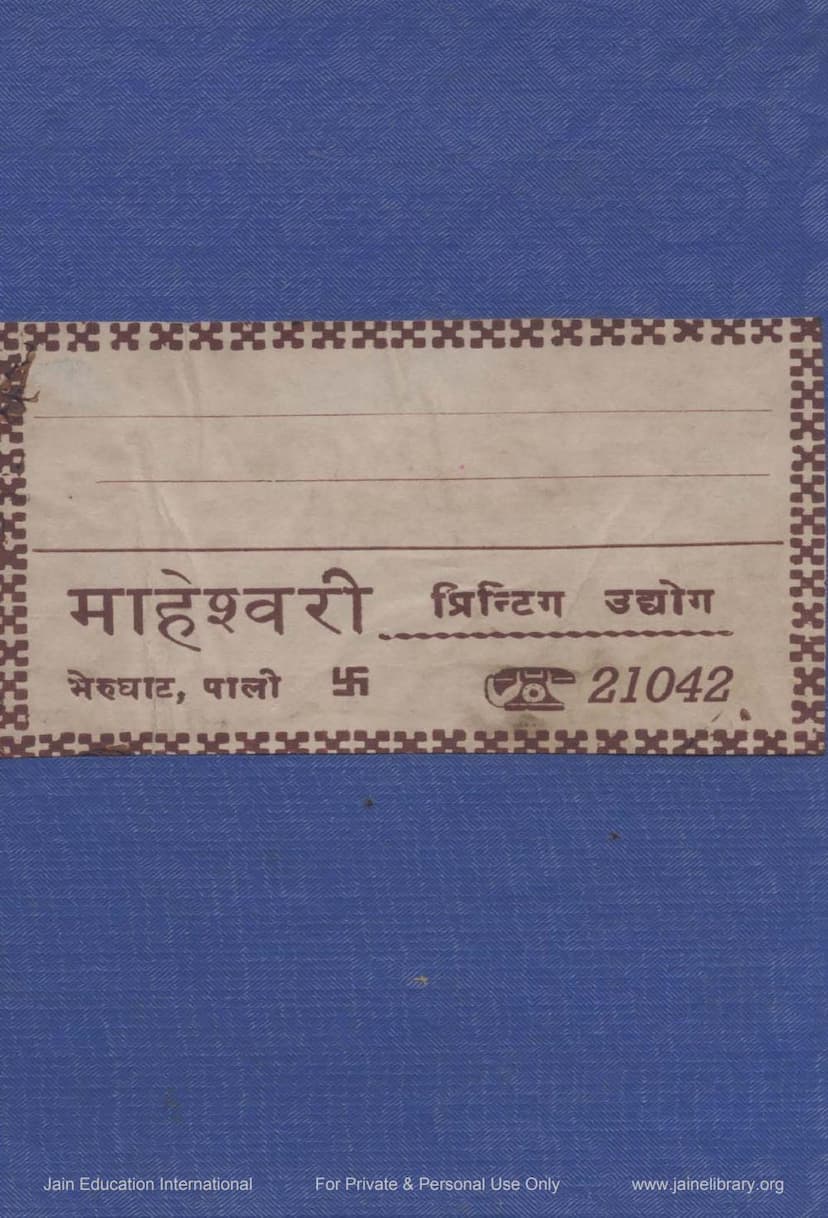 माहेश्वरी प्रिन्टिग उद्योग
भेरुघाट, पाली 卐 ☎ 21042
Jain Education International For Private & Personal Use Only www.jainelibrary.org